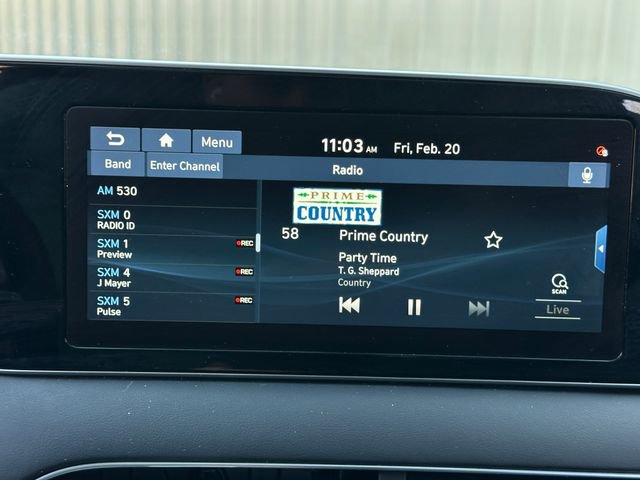 Menu
11:03 AM Fri, Feb. 20
Band Enter Channel Radio
AM 530
SXM 0
RADIO ID
SXM 1 REC
Preview
SXM 4 REC
J Mayer
SXM 5 REC
Pulse
PRIME
COUNTRY
58 Prime Country
Party Time
T. G. Sheppard
Country
SCAN
Live